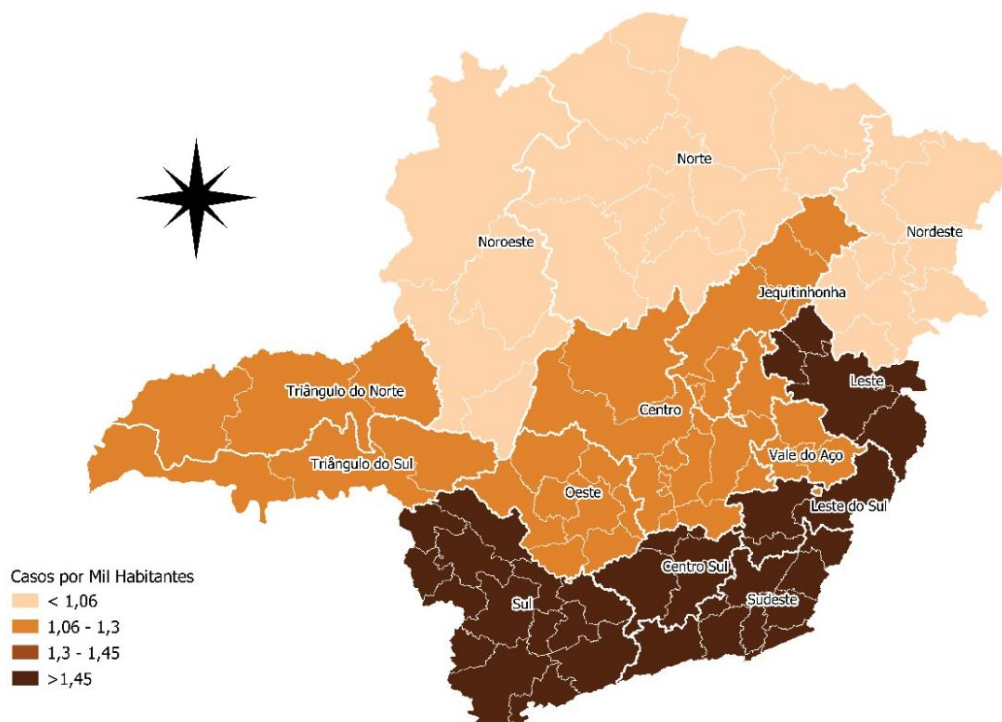 Norte
Nordeste
Noroeste
Jequitinhonha
Leste
Triângulo do Norte
Centro
Vale do Aço
Triângulo do Sul
Oeste
Leste do Sul
Centro Sul
Sudeste
Sul
Casos por Mil Habitantes
< 1,06
1,06 - 1,3
1,3 - 1,45
>1,45